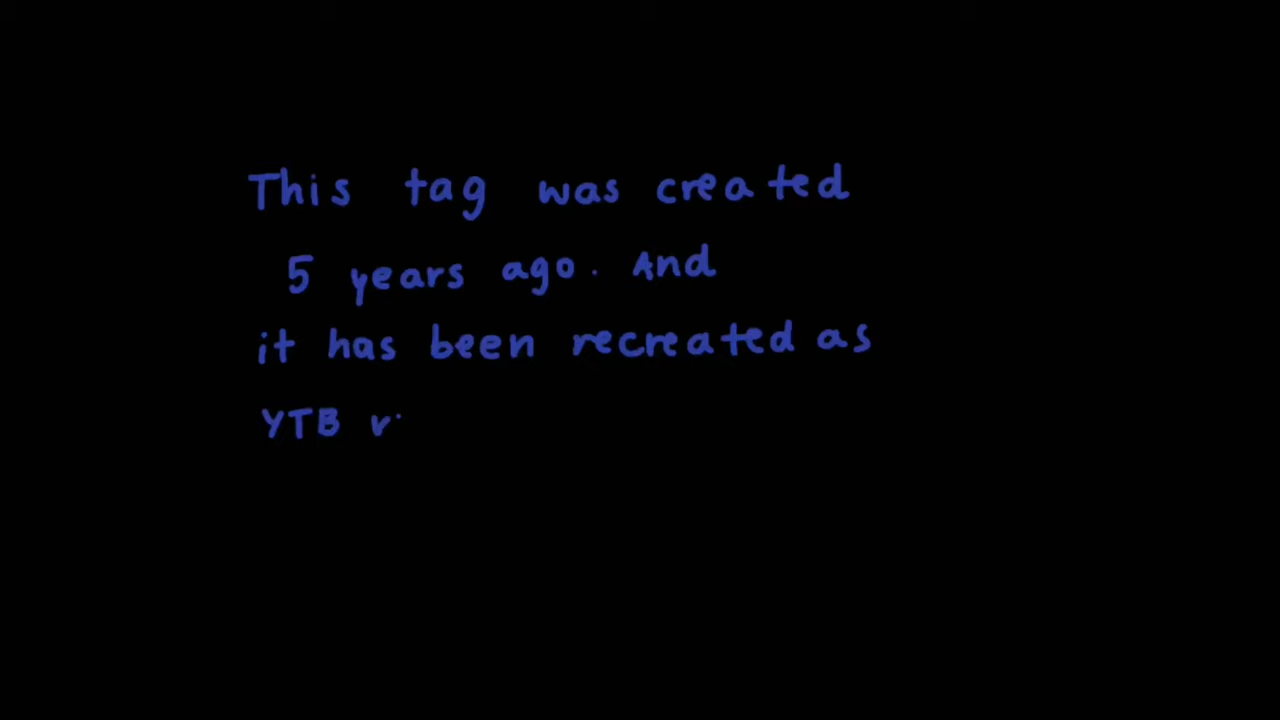 This tag was created
5 years ago. And
it has been recreated as
YTB v